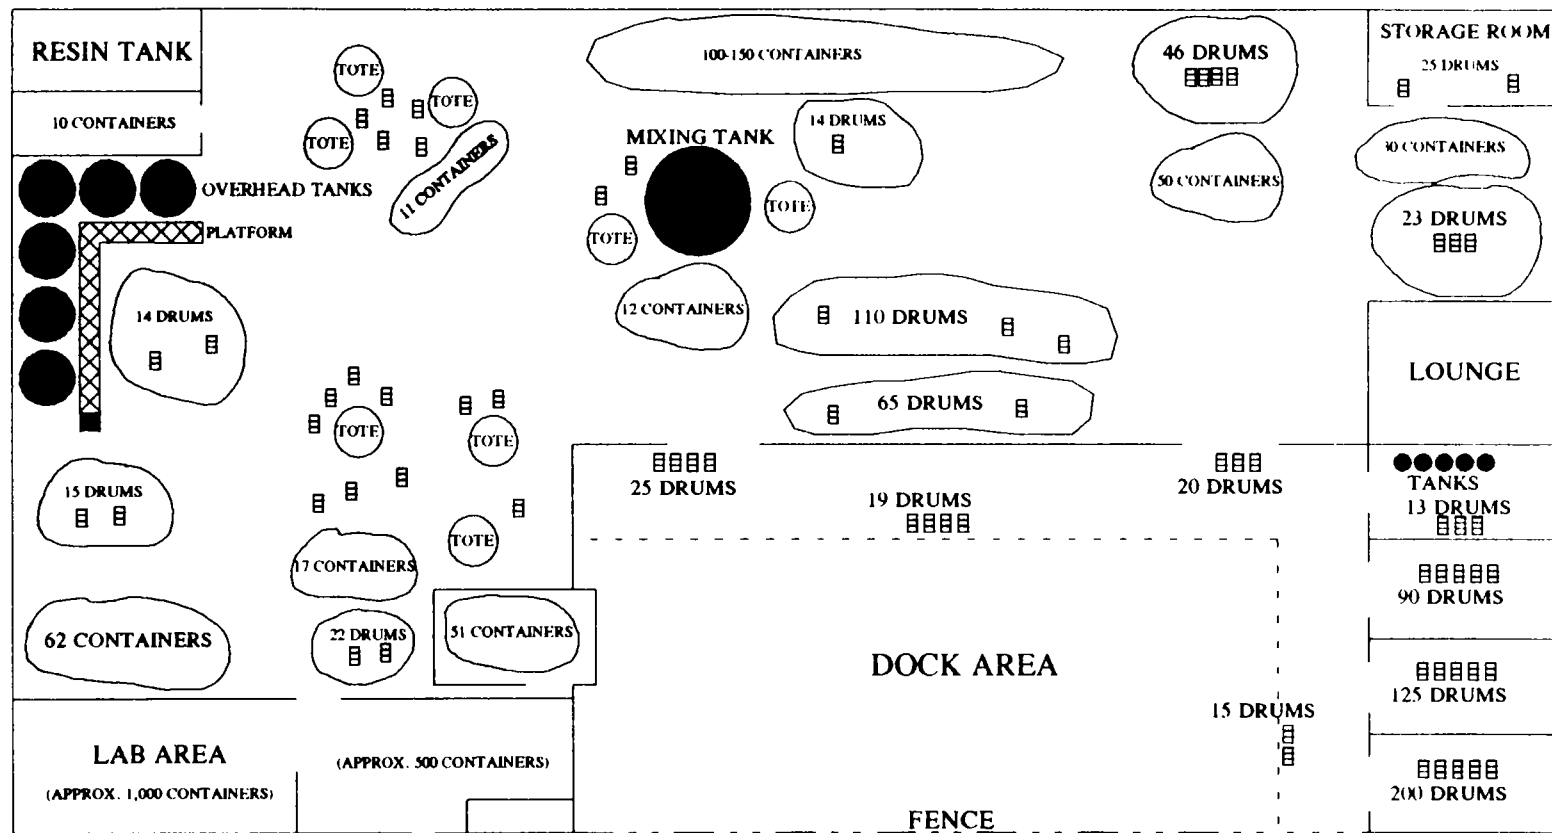 RESIN TANK
10 CONTAINERS
OVERHEAD TANKS
PLATFORM
14 DRUMS
15 DRUMS
62 CONTAINERS
LAB AREA
(APPROX. 1,000 CONTAINERS)
(APPROX. 500 CONTAINERS)
TOTE
TOTE
TOTE
11 CONTAINERS
TOTE
TOTE
TOTE
17 CONTAINERS
22 DRUMS
51 CONTAINERS
100-150 CONTAINERS
MIXING TANK
14 DRUMS
TOTE
TOTE
12 CONTAINERS
110 DRUMS
65 DRUMS
46 DRUMS
50 CONTAINERS
STORAGE ROOM
25 DRUMS
30 CONTAINERS
23 DRUMS
LOUNGE
25 DRUMS
19 DRUMS
20 DRUMS
TANKS
13 DRUMS
90 DRUMS
125 DRUMS
200 DRUMS
DOCK AREA
15 DRUMS
FENCE